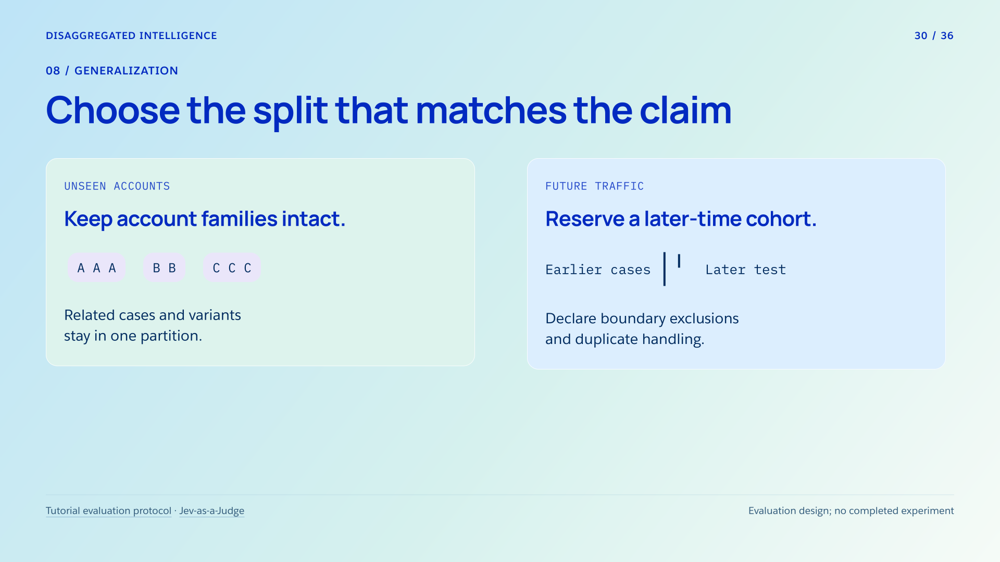 DISAGGREGATED INTELLIGENCE
30 / 36
08 / GENERALIZATION
Choose the split that matches the claim
UNSEEN ACCOUNTS
Keep account families intact.
A A A B B C C C
Related cases and variants
stay in one partition.
FUTURE TRAFFIC
Reserve a later-time cohort.
Earlier cases | ' Later test
Declare boundary exclusions
and duplicate handling.
Tutorial evaluation protocol · Jev-as-a-Judge
Evaluation design; no completed experiment